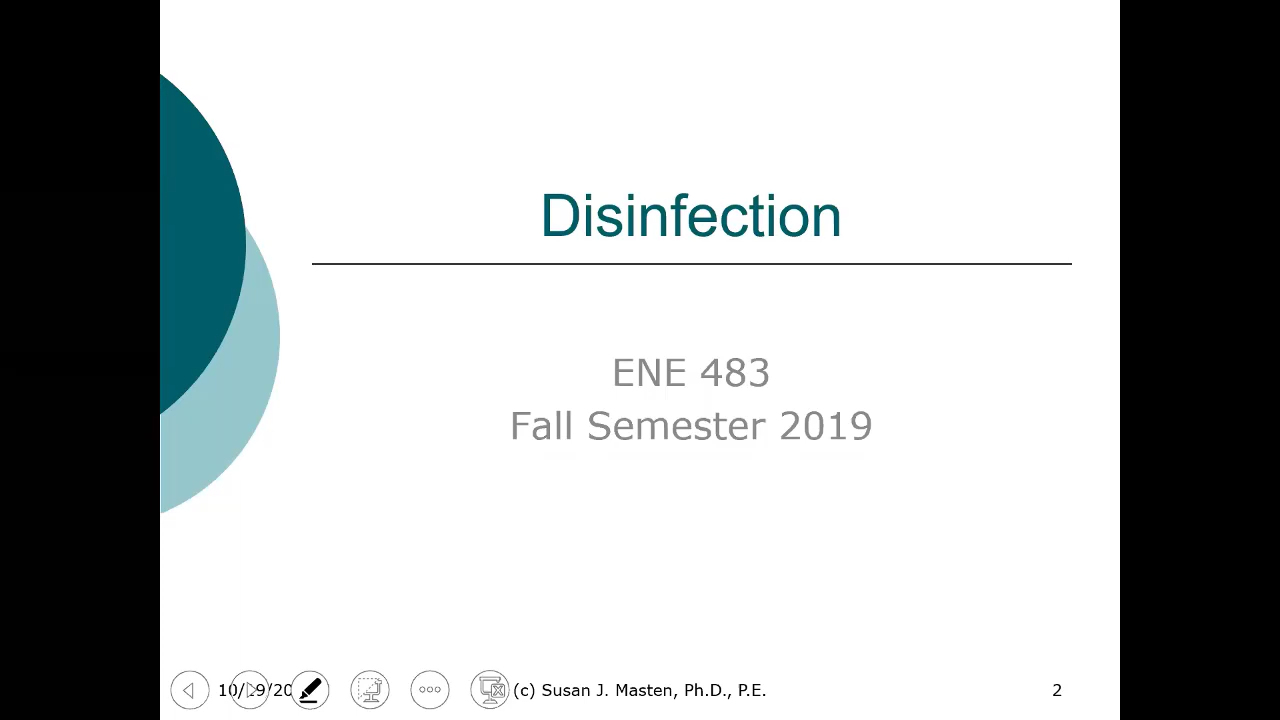 Disinfection
ENE 483
Fall Semester 2019
(c) Susan J. Masten, Ph.D., P.E.
2